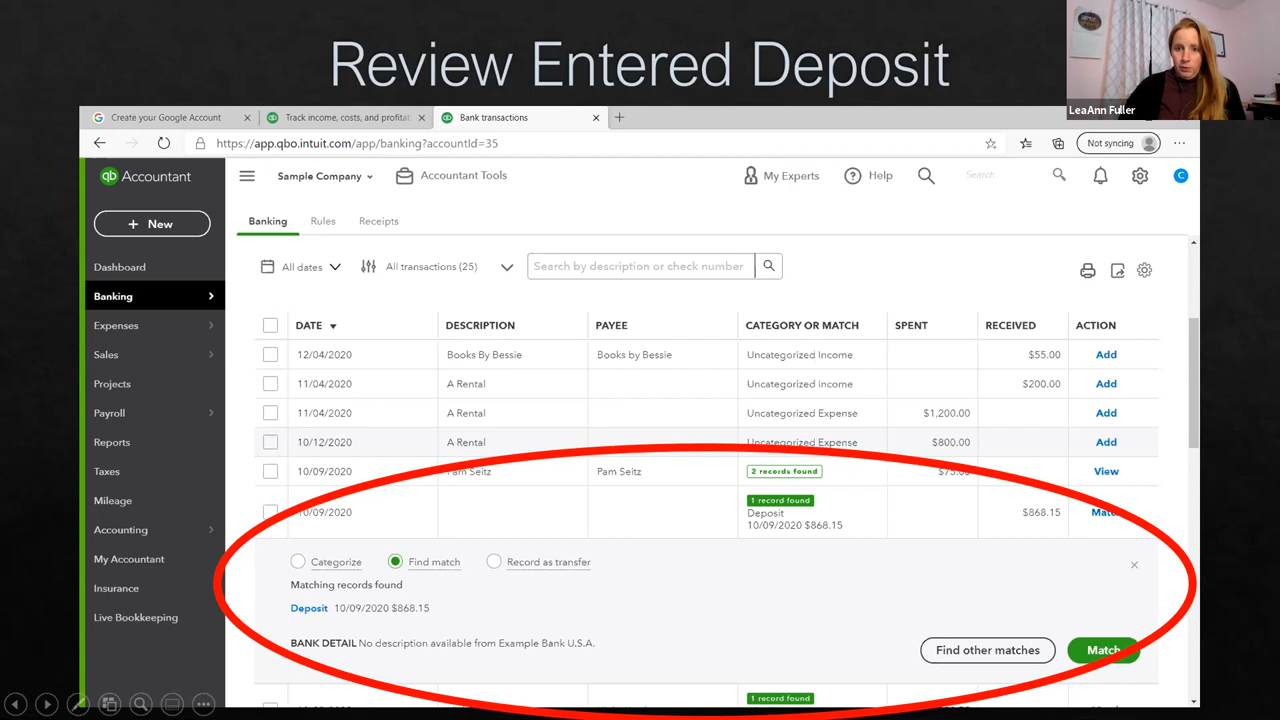 Review Entered Deposit
LeaAnn Fuller
Create your Google Account
Track income, costs, and profitab
Bank transactions
https://app.qbo.intuit.com/app/banking?accountId=35
Not syncing
qb Accountant
Sample Company
Accountant Tools
My Experts
Help
Search
C
+ New
Banking Rules Receipts
Dashboard
Banking
Expenses
Sales
Projects
Payroll
Reports
Taxes
Mileage
Accounting
My Accountant
Insurance
Live Bookkeeping
All dates All transactions (25) Search by description or check number
DATE DESCRIPTION PAYEE CATEGORY OR MATCH SPENT RECEIVED ACTION
12/04/2020 Books By Bessie Books by Bessie Uncategorized Income $55.00 Add
11/04/2020 A Rental Uncategorized Income $200.00 Add
11/04/2020 A Rental Uncategorized Expense $1,200.00 Add
10/12/2020 A Rental Uncategorized Expense $800.00 Add
10/09/2020 Pam Seitz Pam Seitz 2 records found $75.00 View
1 record found
10/09/2020 Deposit $868.15 Match
10/09/2020 $868.15
Categorize Find match Record as transfer
Matching records found
Deposit 10/09/2020 $868.15
BANK DETAIL No description available from Example Bank U.S.A.
Find other matches Match
1 record found